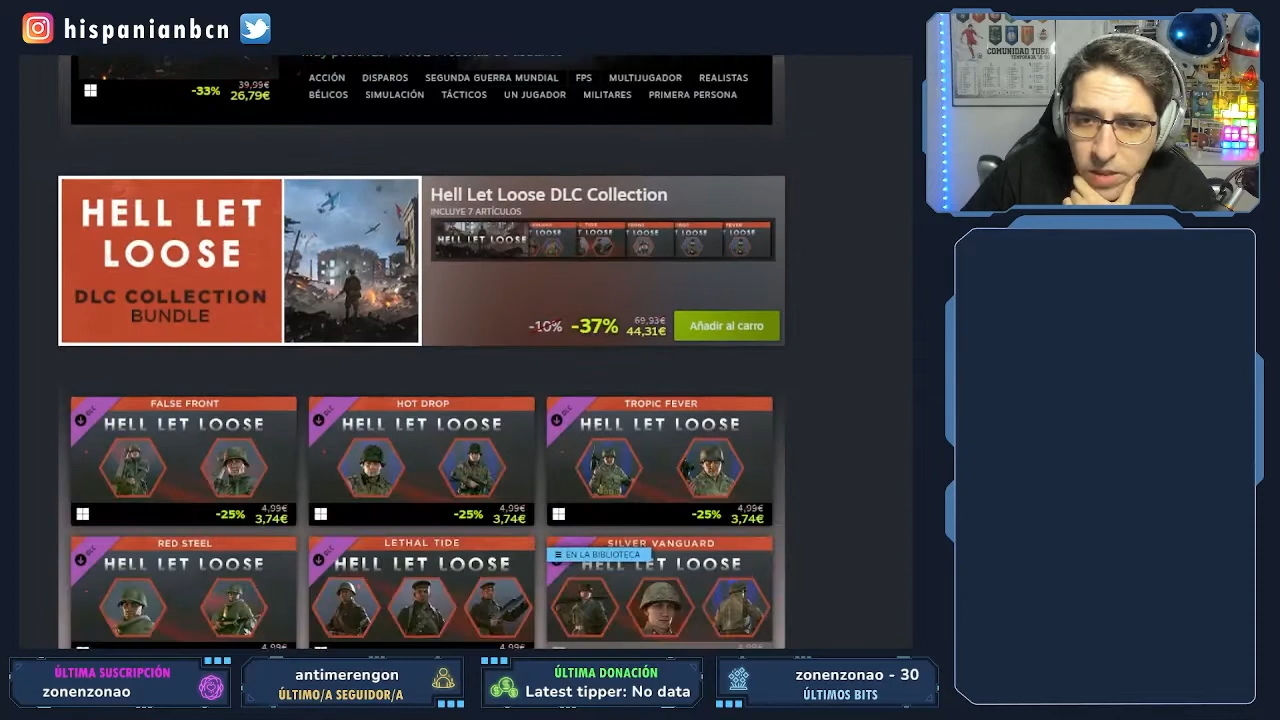 hispanianbcn
-33% 39,99€ 26,79€
ACCIÓN DISPAROS SEGUNDA GUERRA MUNDIAL FPS MULTIJUGADOR REALISTAS
BÉLICOS SIMULACIÓN TÁCTICOS UN JUGADOR MILITARES PRIMERA PERSONA
COMUNIDAD TUGA
HELL LET
LOOSE
DLC COLLECTION
BUNDLE
Hell Let Loose DLC Collection
INCLUYE 7 ARTÍCULOS
HELL LET LOOSE
-10% -37% 69,93€ 44,31€ Añadir al carro
FALSE FRONT
HELL LET LOOSE
-25% 4,99€ 3,74€
HOT DROP
HELL LET LOOSE
-25% 4,99€ 3,74€
TROPIC FEVER
HELL LET LOOSE
-25% 4,99€ 3,74€
RED STEEL
HELL LET LOOSE
LETHAL TIDE
HELL LET LOOSE
SILVER VANGUARD
EN LA BIBLIOTECA
HELL LET LOOSE
ÚLTIMA SUSCRIPCIÓN
zonenzonao
antimerengon
ÚLTIMO/A SEGUIDOR/A
ÚLTIMA DONACIÓN
Latest tipper: No data
zonenzonao - 30
ÚLTIMOS BITS